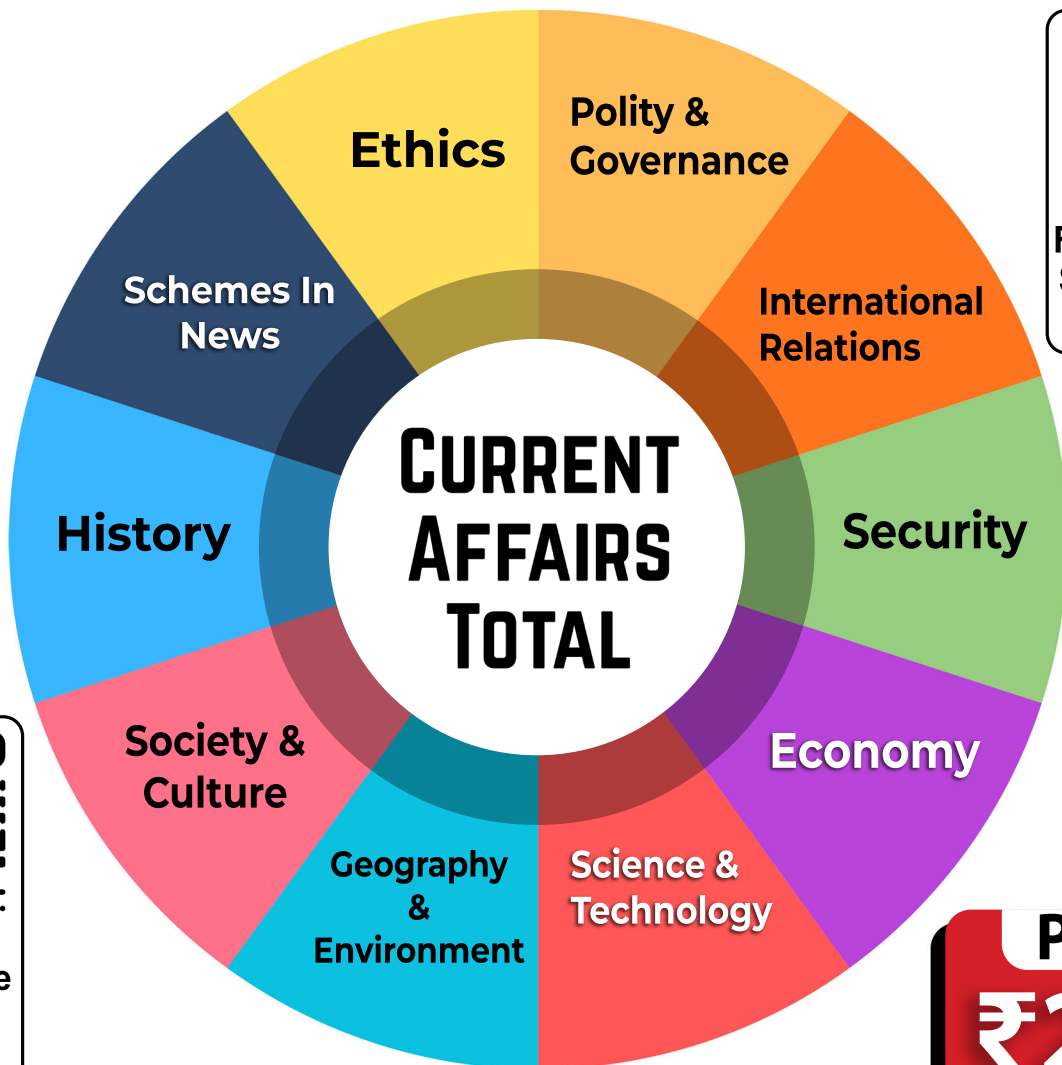 Ethics
Polity &
Governance
International
Relations
Security
Economy
Science &
Technology
Geography
&
Environment
Society &
Culture
History
Schemes In
News
CURRENT
AFFAIRS
TOTAL
₹2